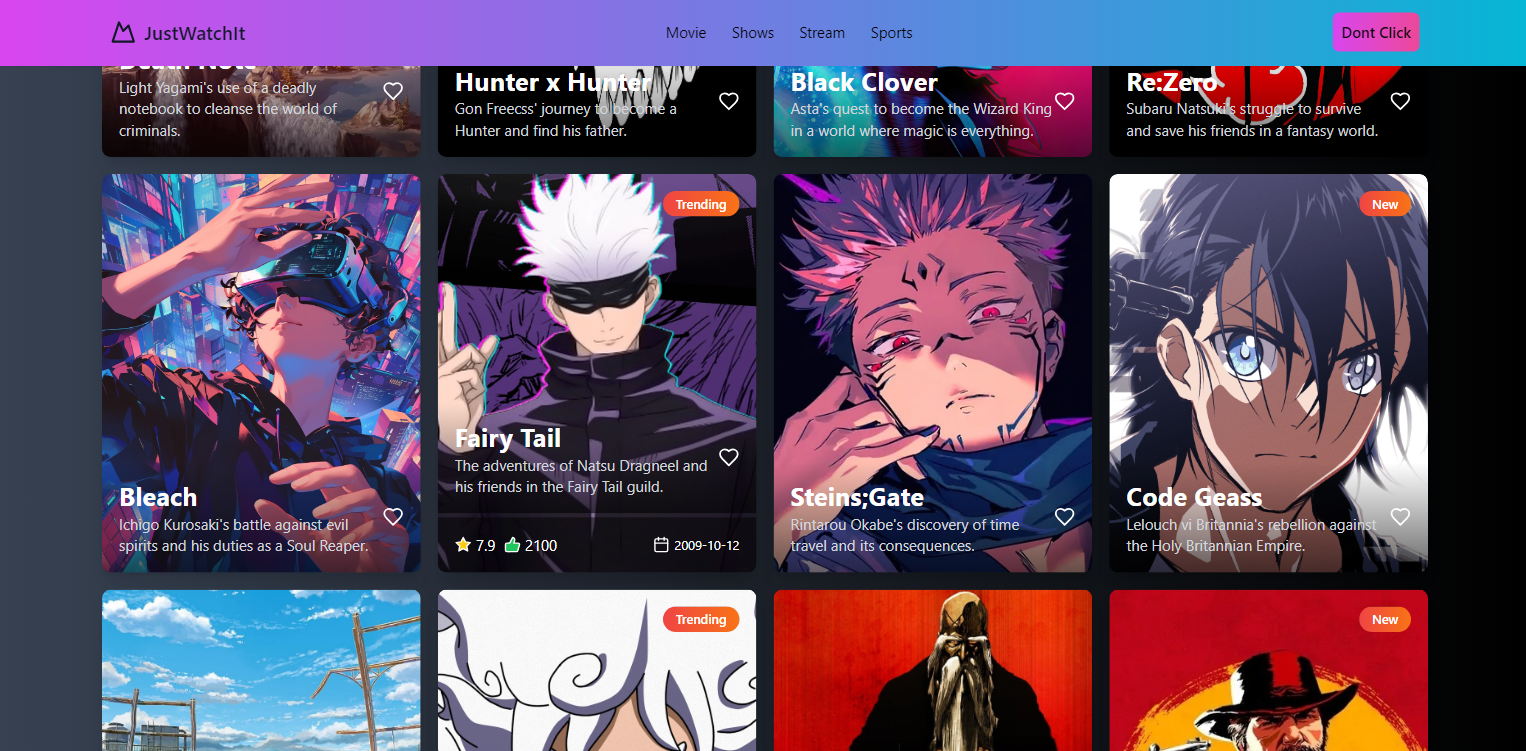 JustWatchIt
Movie
Shows
Stream
Sports
Dont Click
Death Note
Light Yagami's use of a deadly
notebook to cleanse the world of
criminals.
Hunter x Hunter
Gon Freecss' journey to become a
Hunter and find his father.
Black Clover
Asta's quest to become the Wizard King
in a world where magic is everything.
Re:Zero
Subaru Natsuki's struggle to survive
and save his friends in a fantasy world.
Bleach
Ichigo Kurosaki's battle against evil
spirits and his duties as a Soul Reaper.
Trending
Fairy Tail
The adventures of Natsu Dragneel and
his friends in the Fairy Tail guild.
7.9
2100
2009-10-12
Steins;Gate
Rintarou Okabe's discovery of time
travel and its consequences.
New
Code Geass
Lelouch vi Britannia's rebellion against
the Holy Britannian Empire.
Trending
New